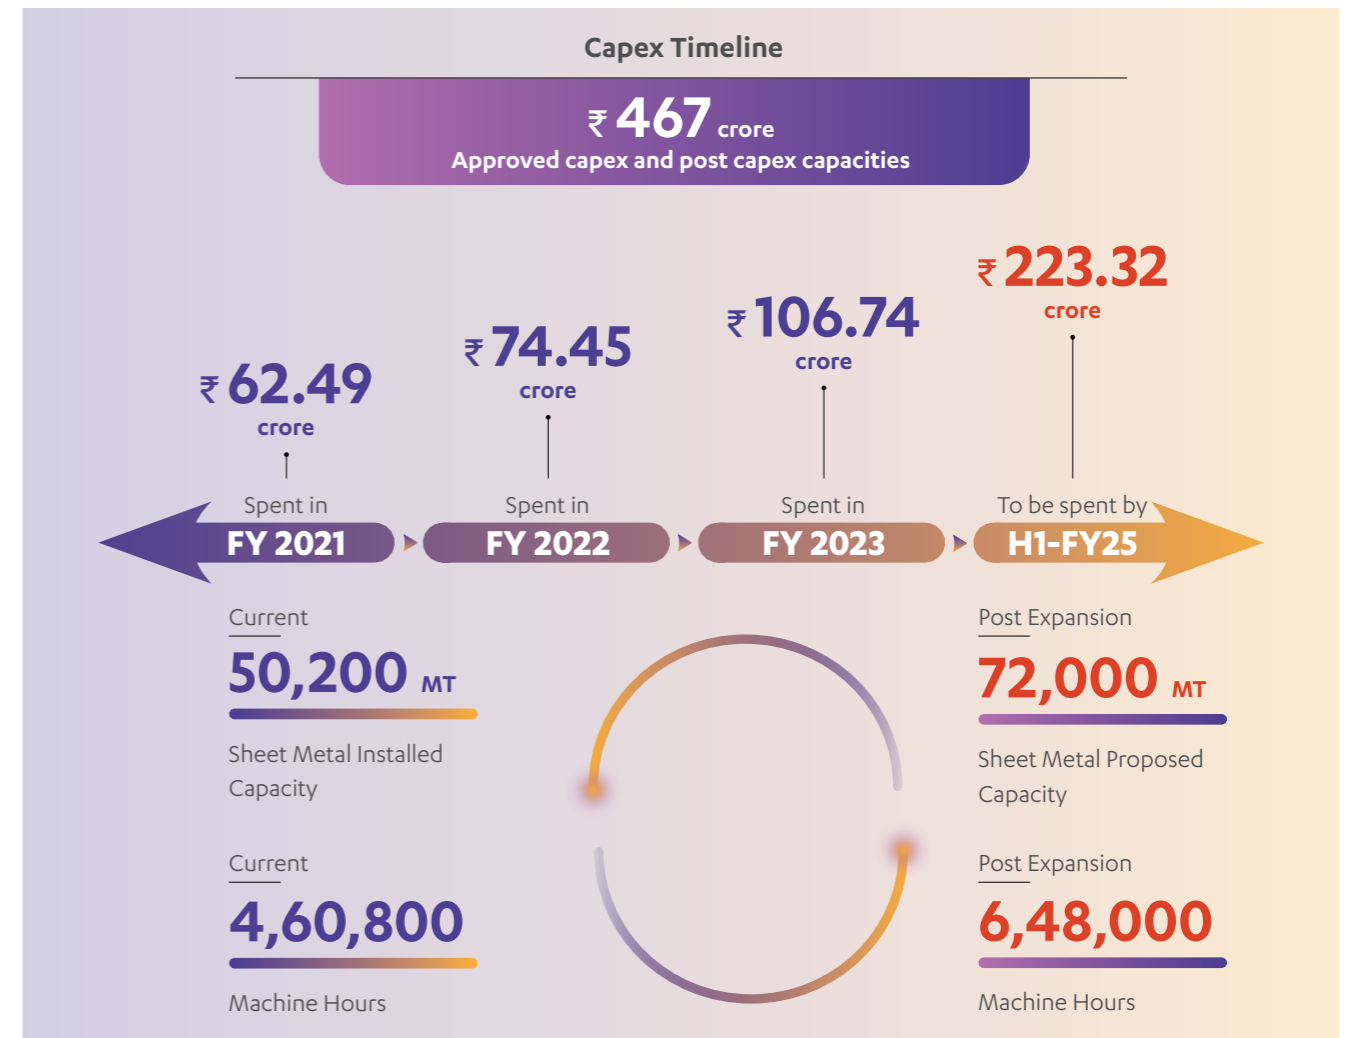 Capex Timeline
₹ 467 crore
Approved capex and post capex capacities
₹ 62.49
crore
Spent in
FY 2021
₹ 74.45
crore
Spent in
FY 2022
₹ 106.74
crore
Spent in
FY 2023
₹ 223.32
crore
To be spent by
H1-FY25
Current
50,200 MT
Sheet Metal Installed
Capacity
Post Expansion
72,000 MT
Sheet Metal Proposed
Capacity
Current
4,60,800
Machine Hours
Post Expansion
6,48,000
Machine Hours